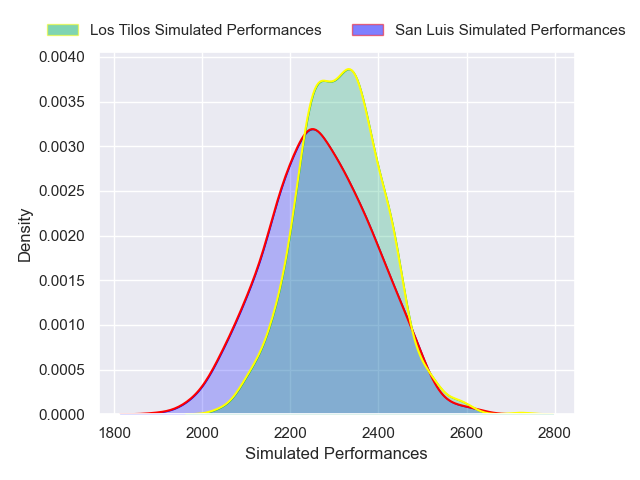 Los Tilos Simulated Performances San Luis Simulated Performances
0.0040
0.0035
0.0030
0.0025
0.0020
0.0015
0.0010
0.0005
0.0000
Density
1800 2000 2200 2400 2600 2800
Simulated Performances